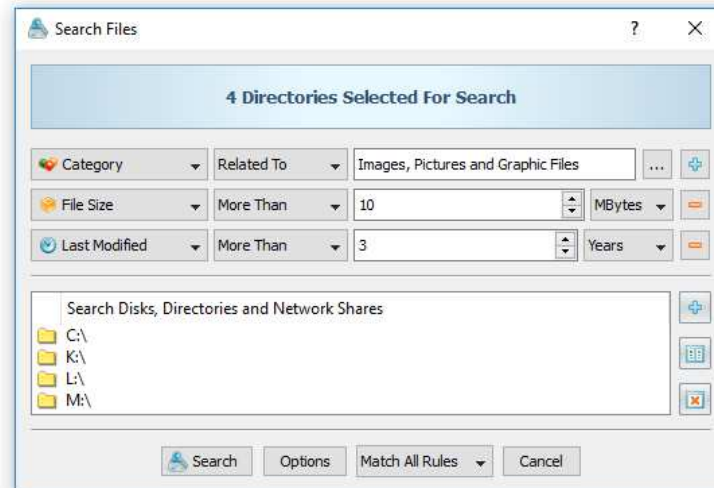 Search Files ?
4 Directories Selected For Search
Category Related To Images, Pictures and Graphic Files ...
File Size More Than 10 MBytes
Last Modified More Than 3 Years
Search Disks, Directories and Network Shares
C:\
K:\
L:\
M:\
Search Options Match All Rules Cancel